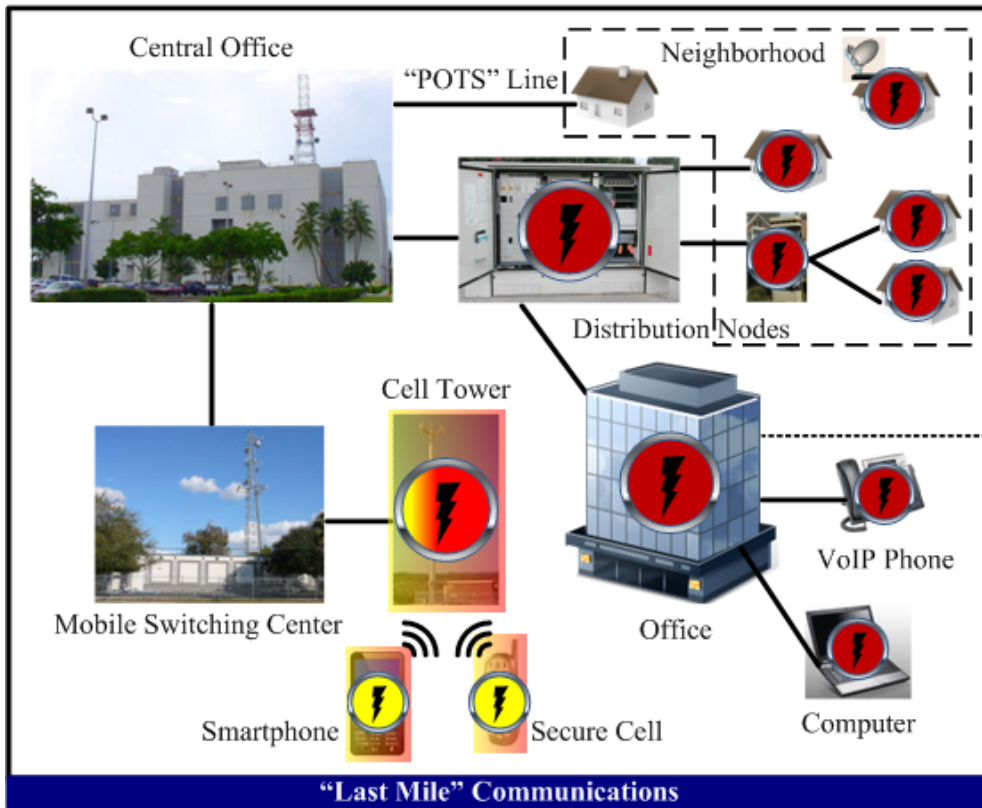 Central Office
Neighborhood
“POTS” Line
Distribution Nodes
Cell Tower
Mobile Switching Center
Office
VoIP Phone
Smartphone
Secure Cell
Computer
“Last Mile” Communications